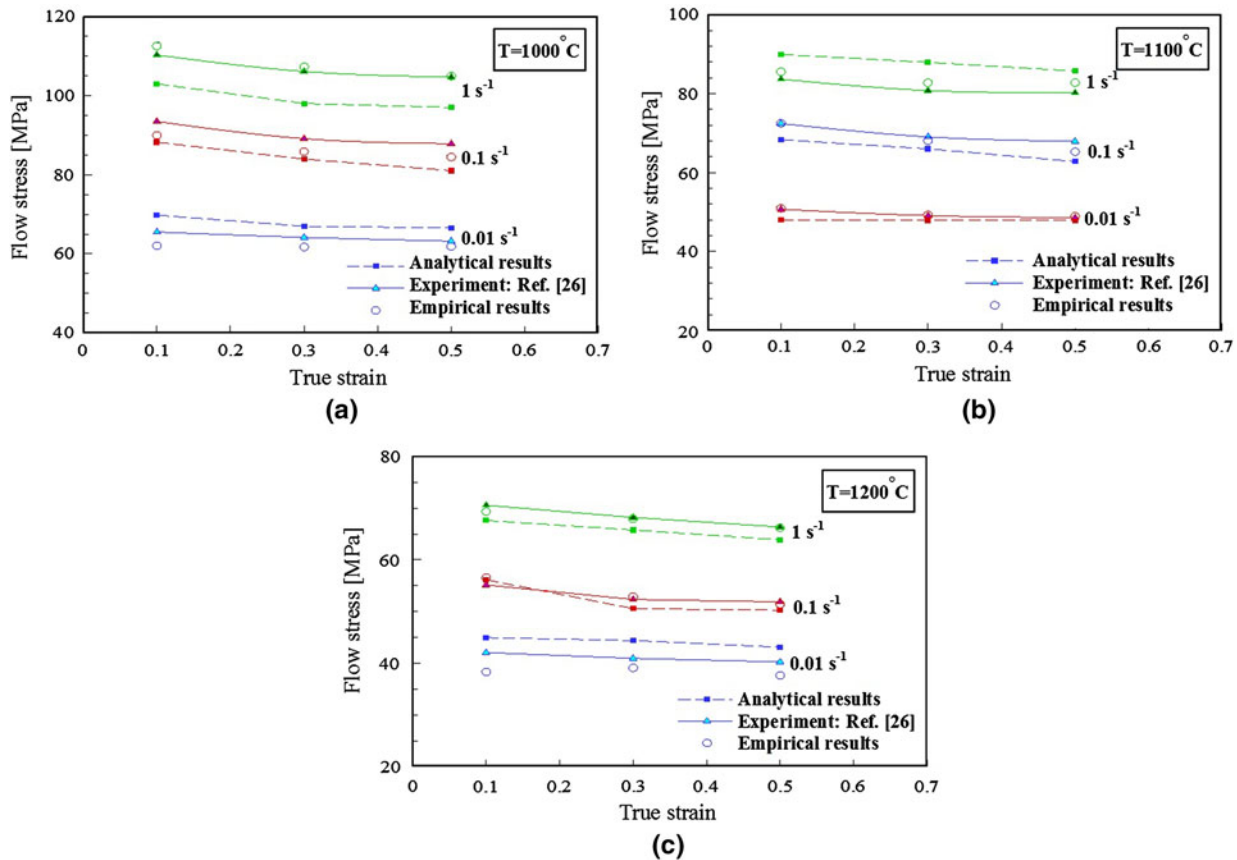 120
100
80
60
40
Flow stress [MPa]
T=1000°C
1 s⁻¹
0.1 s⁻¹
0.01 s⁻¹
Analytical results
Experiment: Ref. [26]
Empirical results
0 0.1 0.2 0.3 0.4 0.5 0.6 0.7
True strain
(a)
100
80
60
40
20
Flow stress [MPa]
T=1100°C
1 s⁻¹
0.1 s⁻¹
0.01 s⁻¹
Analytical results
Experiment: Ref. [26]
Empirical results
0 0.1 0.2 0.3 0.4 0.5 0.6 0.7
True strain
(b)
80
60
40
20
Flow stress [MPa]
T=1200°C
1 s⁻¹
0.1 s⁻¹
0.01 s⁻¹
Analytical results
Experiment: Ref. [26]
Empirical results
0 0.1 0.2 0.3 0.4 0.5 0.6 0.7
True strain
(c)